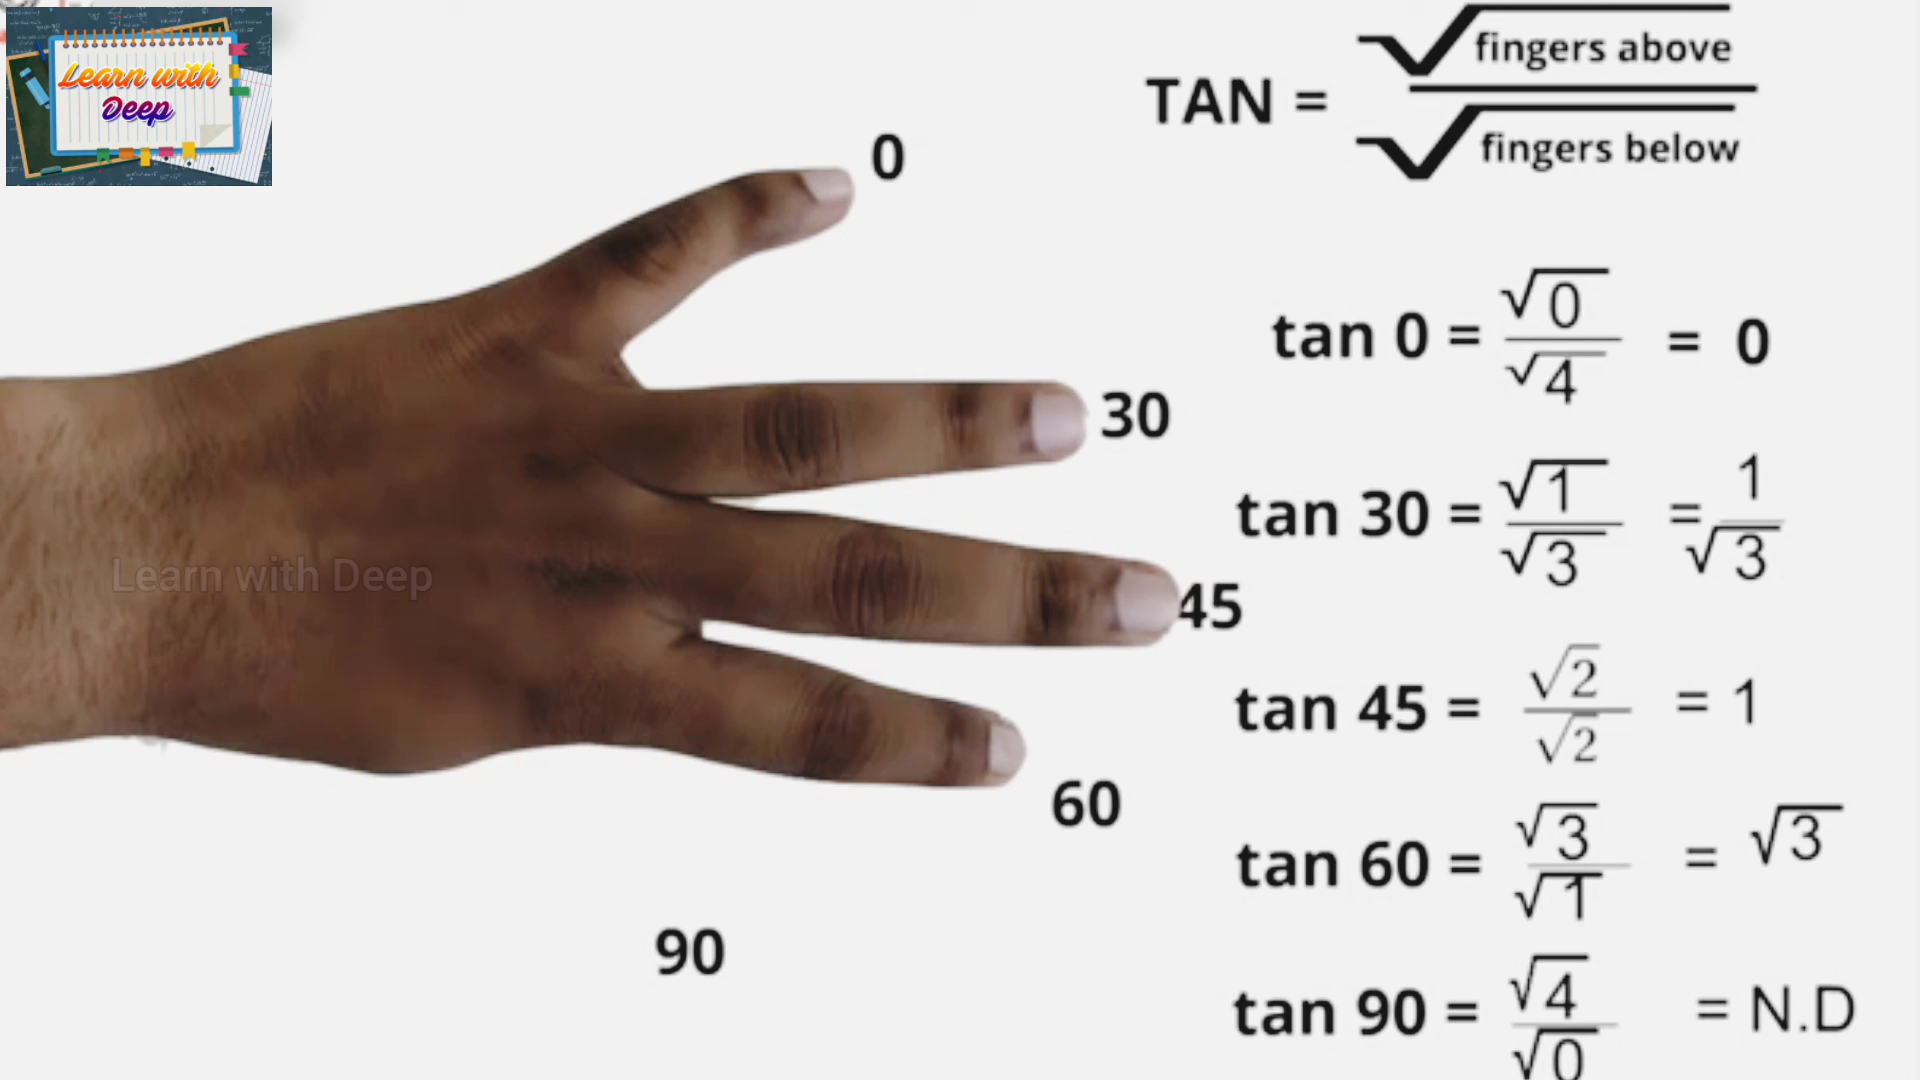 Learn with
Deep
TAN = √fingers above / √fingers below
0
30
45
60
90
Learn with Deep
tan 0 = √0 / √4 = 0
tan 30 = √1 / √3 = 1 / √3
tan 45 = √2 / √2 = 1
tan 60 = √3 / √1 = √3
tan 90 = √4 / √0 = N.D